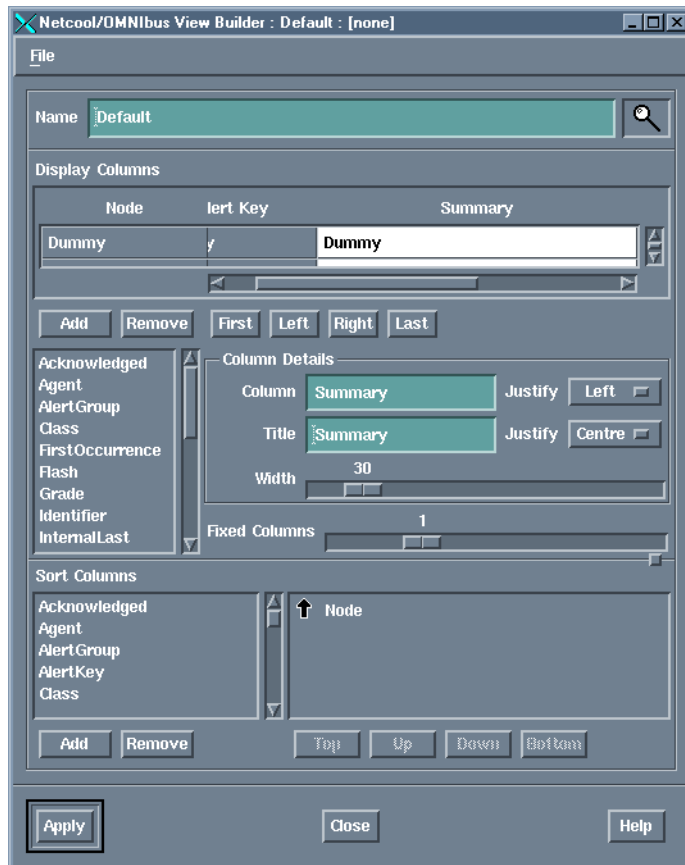 Netcool/OMNIbus View Builder : Default : [none]
File
Name Default
Display Columns
Node lert Key Summary
Dummy y Dummy
Add Remove First Left Right Last
Acknowledged
Agent
AlertGroup
Class
FirstOccurrence
Flash
Grade
Identifier
InternalLast
Column Details
Column Summary Justify Left
Title Summary Justify Centre
Width 30
Fixed Columns 1
Sort Columns
Acknowledged
Agent
AlertGroup
AlertKey
Class
Node
Add Remove Top Up Down Bottom
Apply Close Help